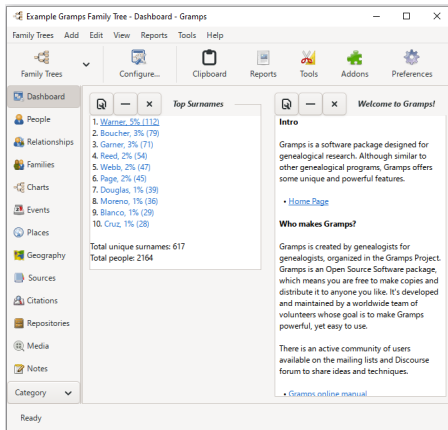 Example Gramps Family Tree - Dashboard - Gramps
Family Trees Add Edit View Reports Tools Help
Family Trees Configure... Clipboard Reports Tools Addons Preferences
Dashboard
People
Relationships
Families
Charts
Events
Places
Geography
Sources
Citations
Repositories
Media
Notes
Category
Top Surnames
1. Warner, 5% (112)
2. Boucher, 3% (79)
3. Garner, 3% (71)
4. Reed, 2% (54)
5. Webb, 2% (47)
6. Page, 2% (45)
7. Douglas, 1% (39)
8. Moreno, 1% (36)
9. Blanco, 1% (29)
10. Cruz, 1% (28)
Total unique surnames: 617
Total people: 2164
Welcome to Gramps!
Intro
Gramps is a software package designed for
genealogical research. Although similar to
other genealogical programs, Gramps offers
some unique and powerful features.
• Home Page
Who makes Gramps?
Gramps is created by genealogists for
genealogists, organized in the Gramps Project.
Gramps is an Open Source Software package,
which means you are free to make copies and
distribute it to anyone you like. It's developed
and maintained by a worldwide team of
volunteers whose goal is to make Gramps
powerful, yet easy to use.
There is an active community of users
available on the mailing lists and Discourse
forum to share ideas and techniques.
• Gramps online manual
Ready